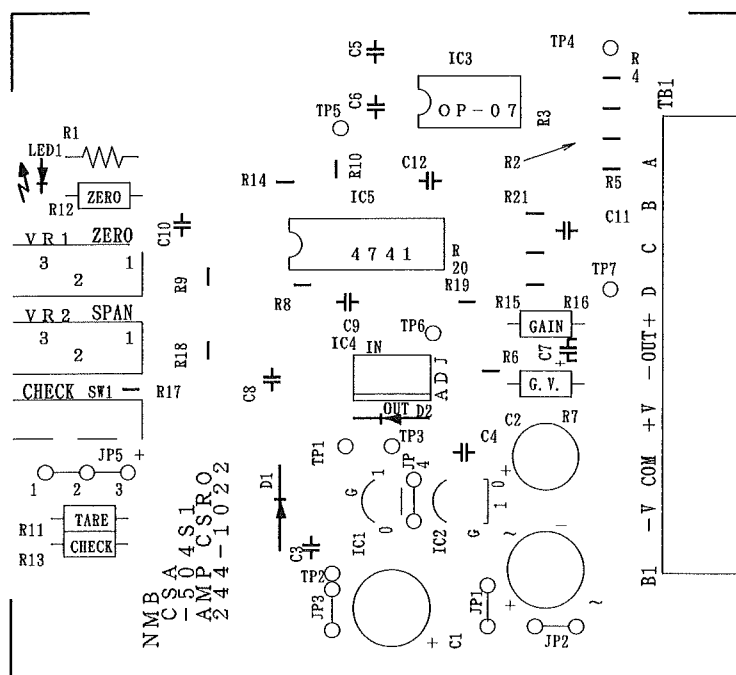 TP4
C5
IC3
R
4
TB1
C6
TP5
OP-07
R3
R1
LED1
R2
A
R10
C12
R14
R5
R12
ZERO
IC5
R21
B
C11
C10
VR1 ZERO
3 2 1
4741
R
20
C
R9
R8
R19
TP7
D
C9
R15
R16
GAIN
VR2 SPAN
3 2 1
TP6
-OUT+
R18
IC4
IN
ADJ
C7
+
R6
C8
G.V.
CHECK SW1
R17
OUT
D2
C2
R7
+V
JP5
+
1 2 3
TP1
TP3
C4
+
COM
D1
G
1
0
JP
4
0
1
G
R11
TARE
R13
CHECK
IC1
IC2
-V
C3
~
-
TP2
JP3
JP1
+
~
B1
+
C1
JP2
NMB
CSA
-504S1
AMP CSRO
244-1022